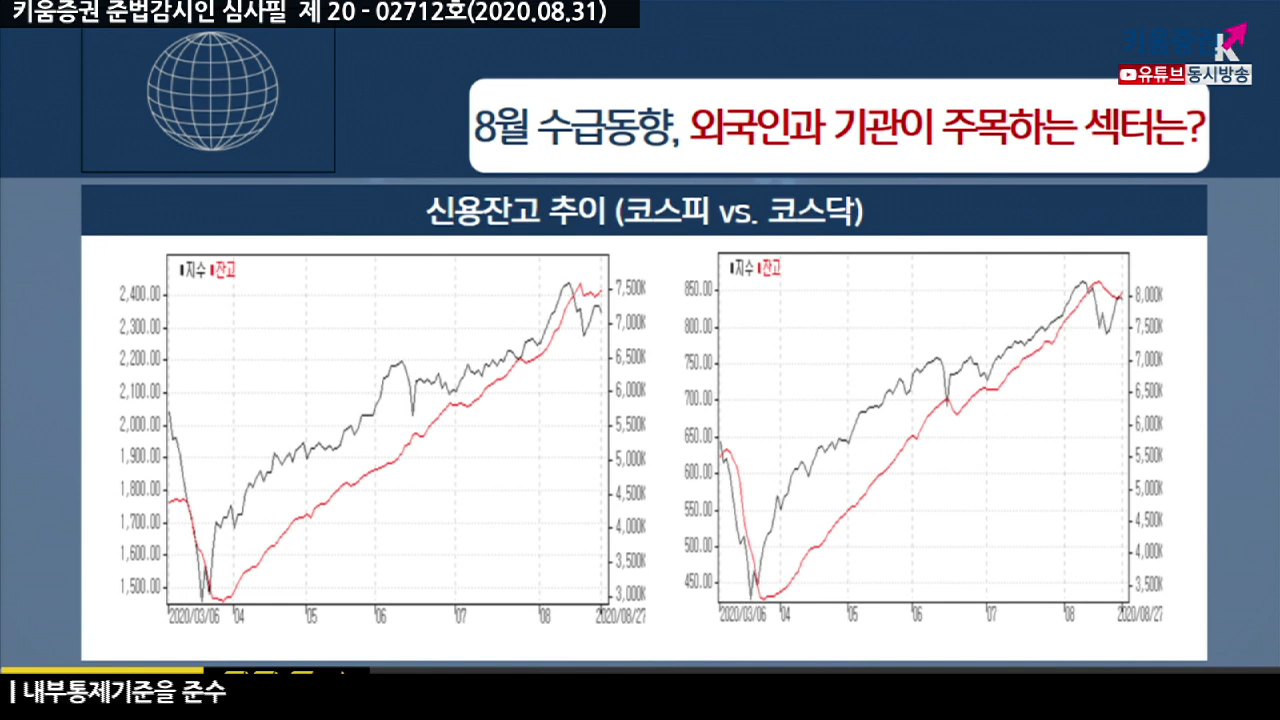 키움증권 준법감시인 심사필 제 20 - 02712호(2020.08.31)
키움증권
유튜브 동시방송
8월 수급동향, 외국인과 기관이 주목하는 섹터는?
신용잔고 추이 (코스피 vs. 코스닥)
지수 잔고
2,400.00
2,300.00
2,200.00
2,100.00
2,000.00
1,900.00
1,800.00
1,700.00
1,600.00
1,500.00
7,500K
7,000K
6,500K
6,000K
5,500K
5,000K
4,500K
4,000K
3,500K
3,000K
2020/03/06 '04 '05 '06 '07 '08 2020/08/27
지수 잔고
850.00
800.00
750.00
700.00
650.00
600.00
550.00
500.00
450.00
8,000K
7,500K
7,000K
6,500K
6,000K
5,500K
5,000K
4,500K
4,000K
3,500K
2020/03/06 '04 '05 '06 '07 '08 2020/08/27
| 내부통제기준을 준수